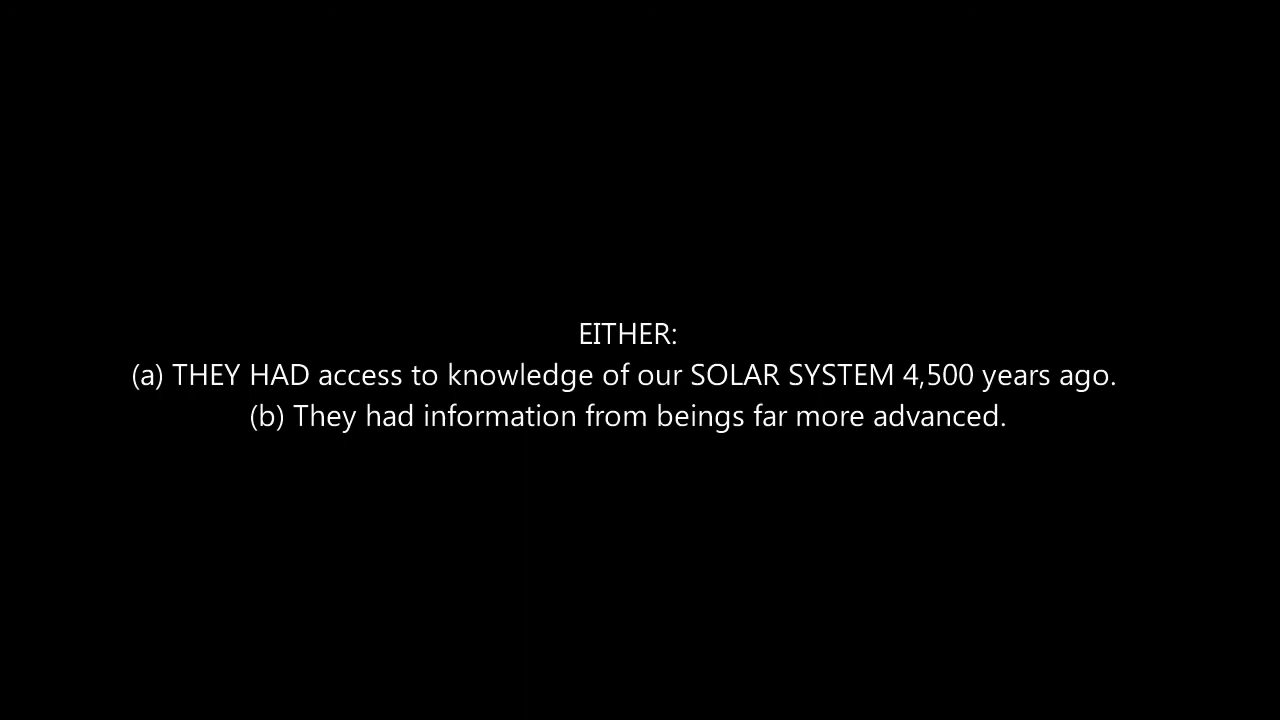 EITHER:
(a) THEY HAD access to knowledge of our SOLAR SYSTEM 4,500 years ago.
(b) They had information from beings far more advanced.